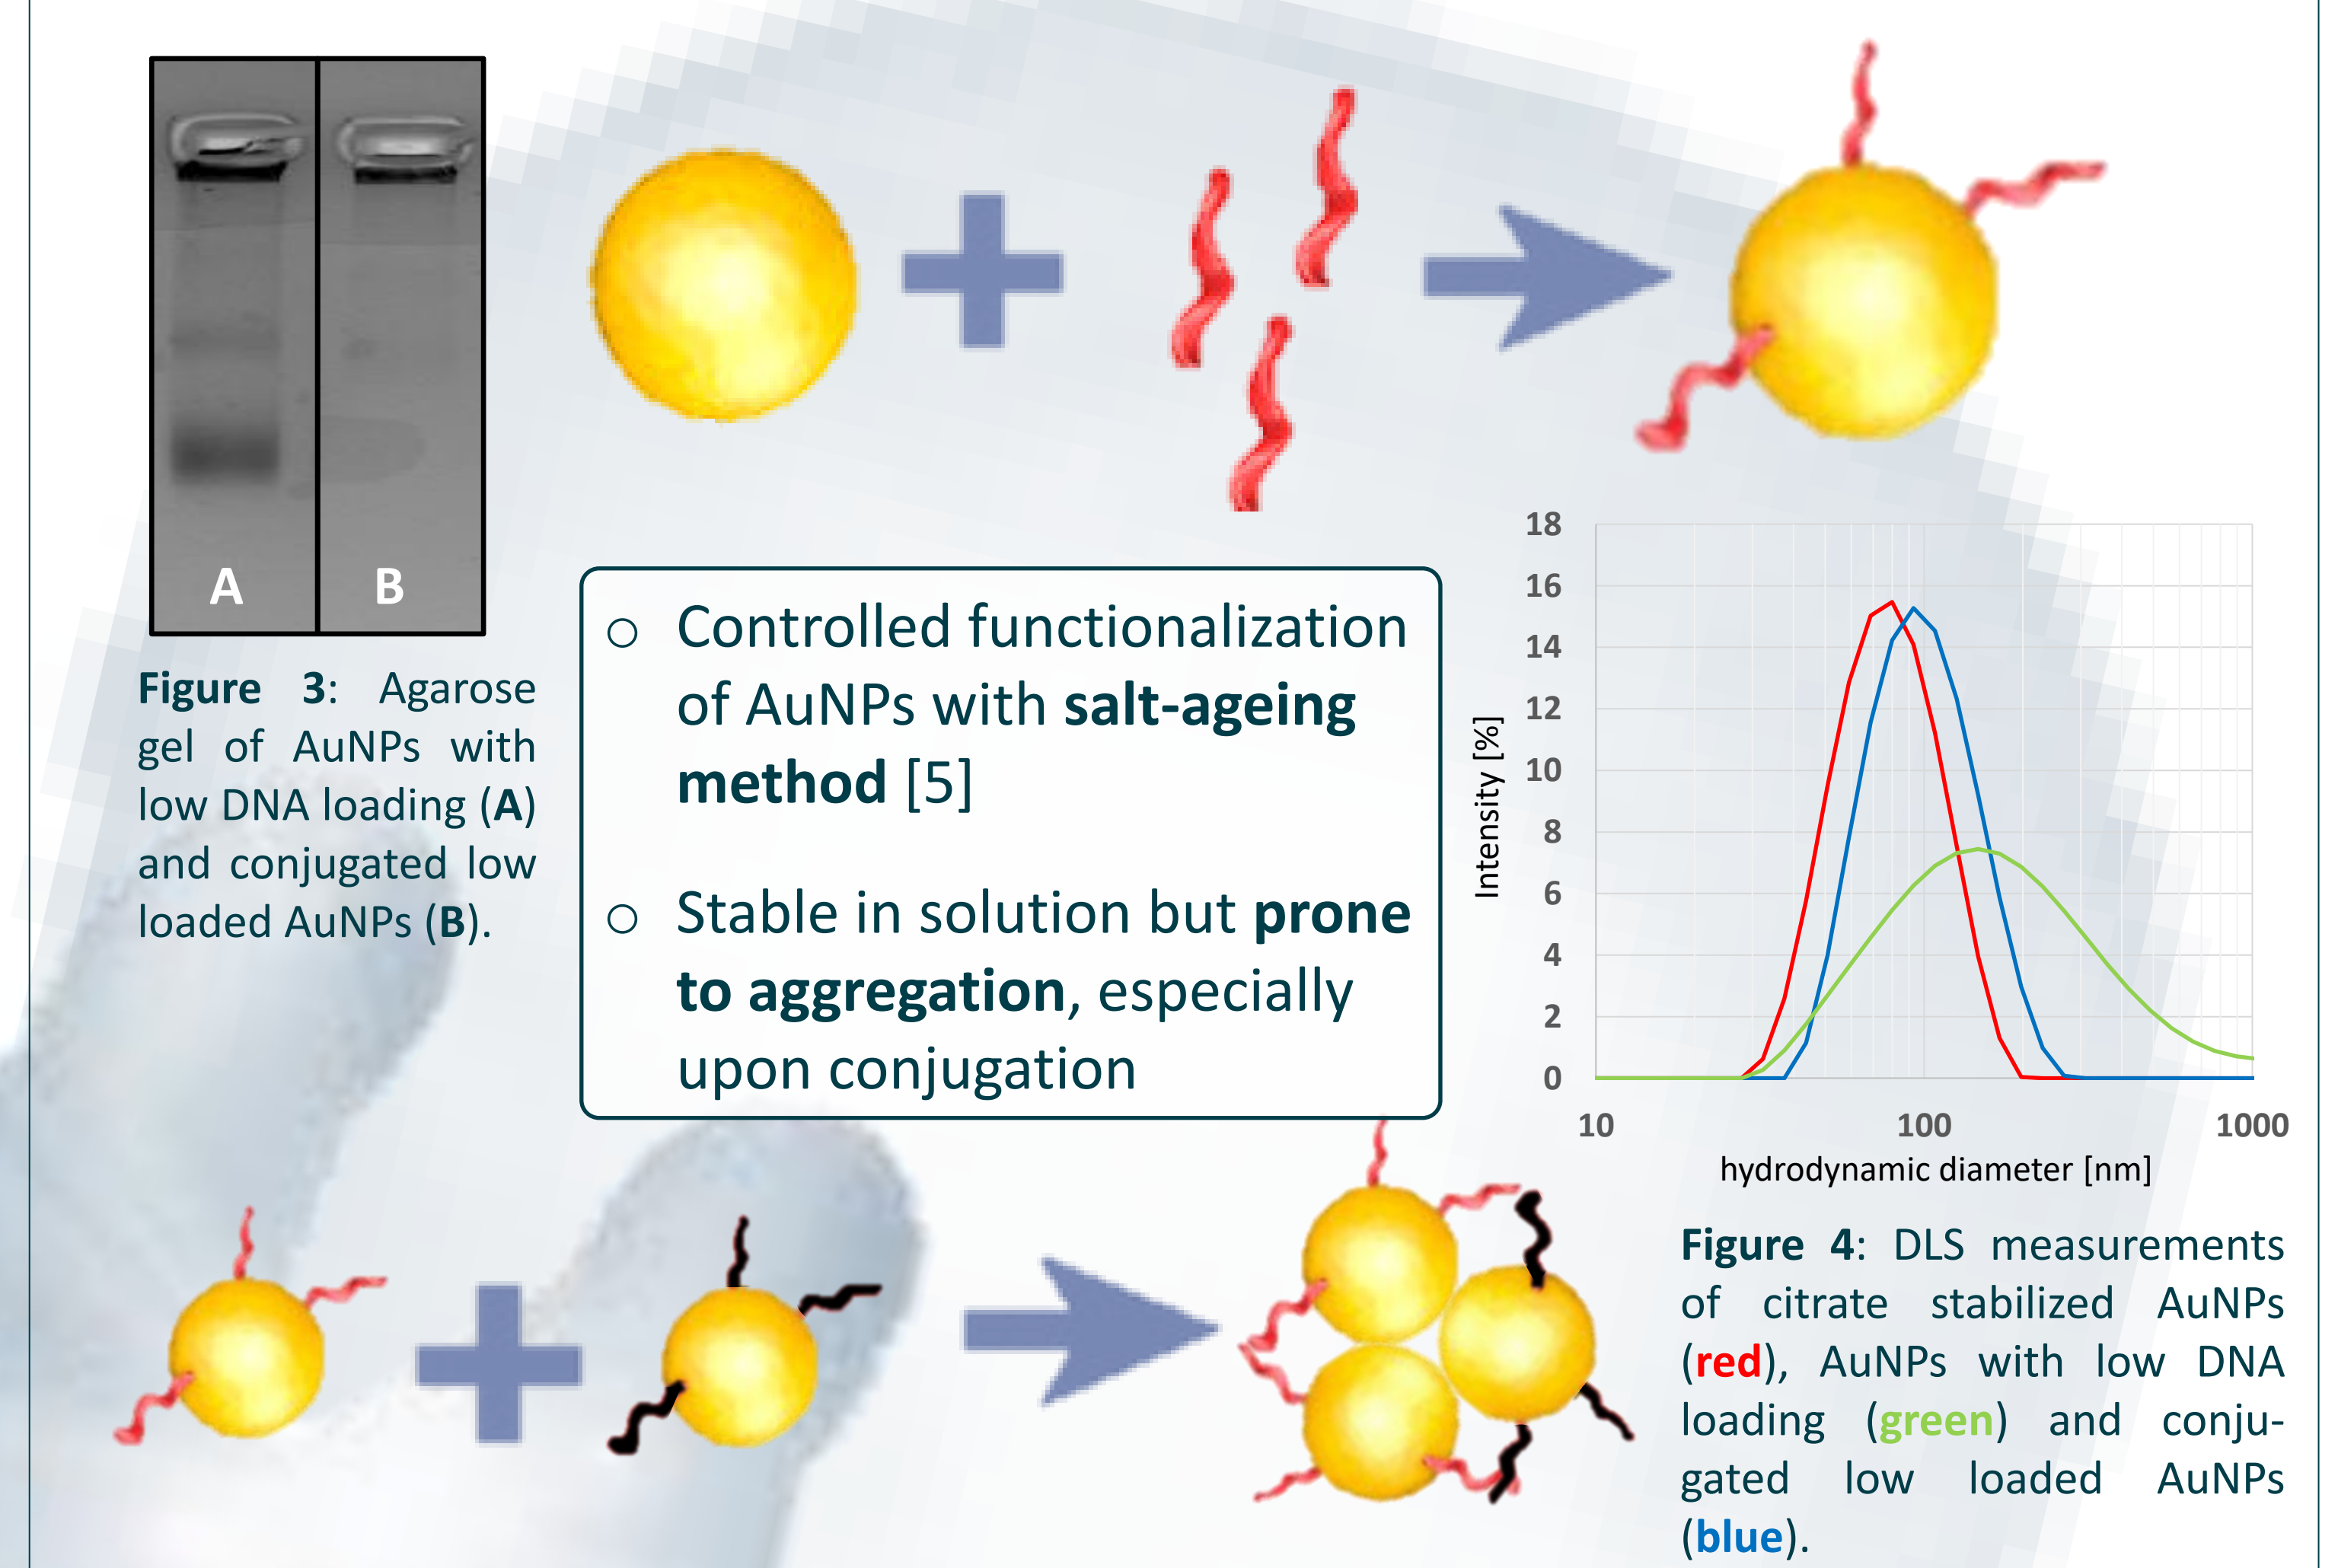 A
B
Figure 3: Agarose
gel of AuNPs with
low DNA loading (A)
and conjugated low
loaded AuNPs (B).
○ Controlled functionalization
of AuNPs with salt-ageing
method [5]
○ Stable in solution but prone
to aggregation, especially
upon conjugation
Intensity [%]
18
16
14
12
10
8
6
4
2
0
10
100
1000
hydrodynamic diameter [nm]
Figure 4: DLS measurements
of citrate stabilized AuNPs
(red), AuNPs with low DNA
loading (green) and conju-
gated low loaded AuNPs
(blue).